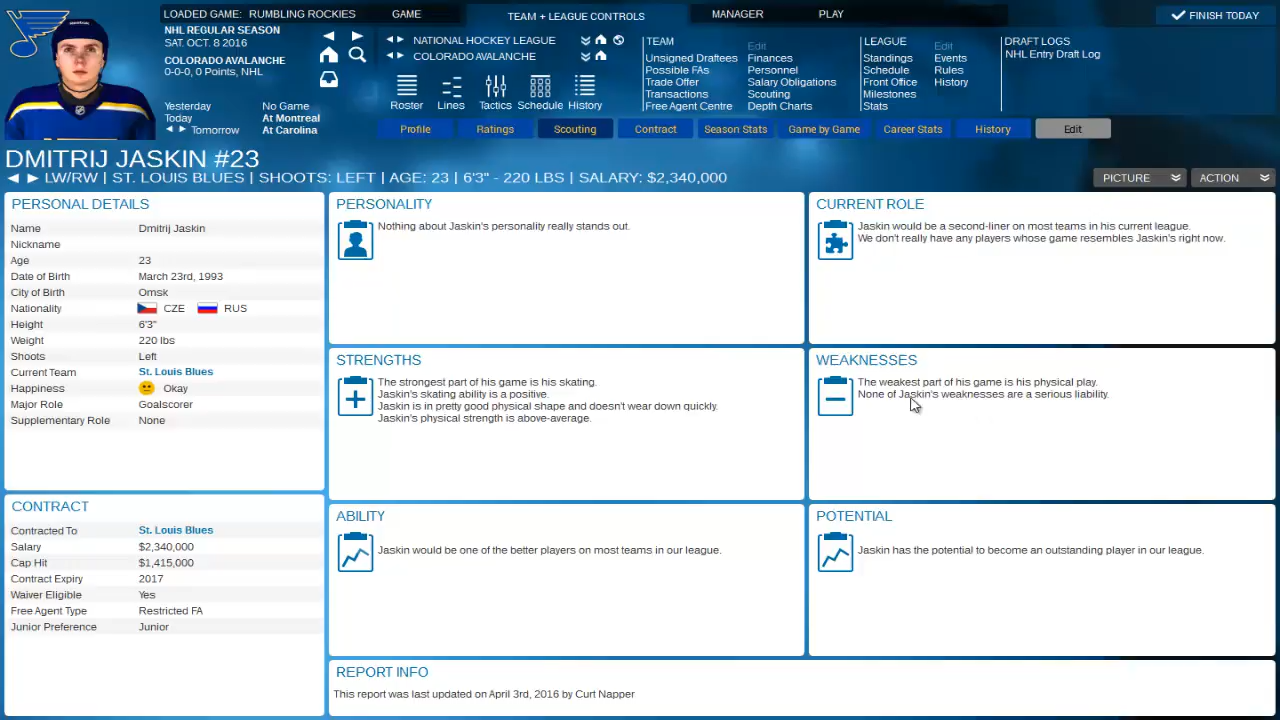 LOADED GAME: RUMBLING ROCKIES
GAME
TEAM + LEAGUE CONTROLS
MANAGER
PLAY
FINISH TODAY
NHL REGULAR SEASON
SAT. OCT. 8 2016
COLORADO AVALANCHE
0-0-0, 0 Points, NHL
Yesterday No Game
Today At Montreal
Tomorrow At Carolina
NATIONAL HOCKEY LEAGUE
COLORADO AVALANCHE
Roster Lines Tactics Schedule History
TEAM
Unsigned Draftees
Possible FAs
Trade Offer
Transactions
Free Agent Centre
Edit
Finances
Personnel
Salary Obligations
Scouting
Depth Charts
LEAGUE
Standings
Schedule
Front Office
Milestones
Stats
Edit
Events
Rules
History
DRAFT LOGS
NHL Entry Draft Log
Profile Ratings Scouting Contract Season Stats Game by Game Career Stats History Edit
DMITRIJ JASKIN #23
LW/RW | ST. LOUIS BLUES | SHOOTS: LEFT | AGE: 23 | 6'3" - 220 LBS | SALARY: $2,340,000
PICTURE
ACTION
PERSONAL DETAILS
Name Dmitrij Jaskin
Nickname
Age 23
Date of Birth March 23rd, 1993
City of Birth Omsk
Nationality CZE RUS
Height 6'3"
Weight 220 lbs
Shoots Left
Current Team St. Louis Blues
Happiness Okay
Major Role Goalscorer
Supplementary Role None
CONTRACT
Contracted To St. Louis Blues
Salary $2,340,000
Cap Hit $1,415,000
Contract Expiry 2017
Waiver Eligible Yes
Free Agent Type Restricted FA
Junior Preference Junior
PERSONALITY
Nothing about Jaskin's personality really stands out.
CURRENT ROLE
Jaskin would be a second-liner on most teams in his current league.
We don't really have any players whose game resembles Jaskin's right now.
STRENGTHS
The strongest part of his game is his skating.
Jaskin's skating ability is a positive.
Jaskin is in pretty good physical shape and doesn't wear down quickly.
Jaskin's physical strength is above-average.
WEAKNESSES
The weakest part of his game is his physical play.
None of Jaskin's weaknesses are a serious liability.
ABILITY
Jaskin would be one of the better players on most teams in our league.
POTENTIAL
Jaskin has the potential to become an outstanding player in our league.
REPORT INFO
This report was last updated on April 3rd, 2016 by Curt Napper